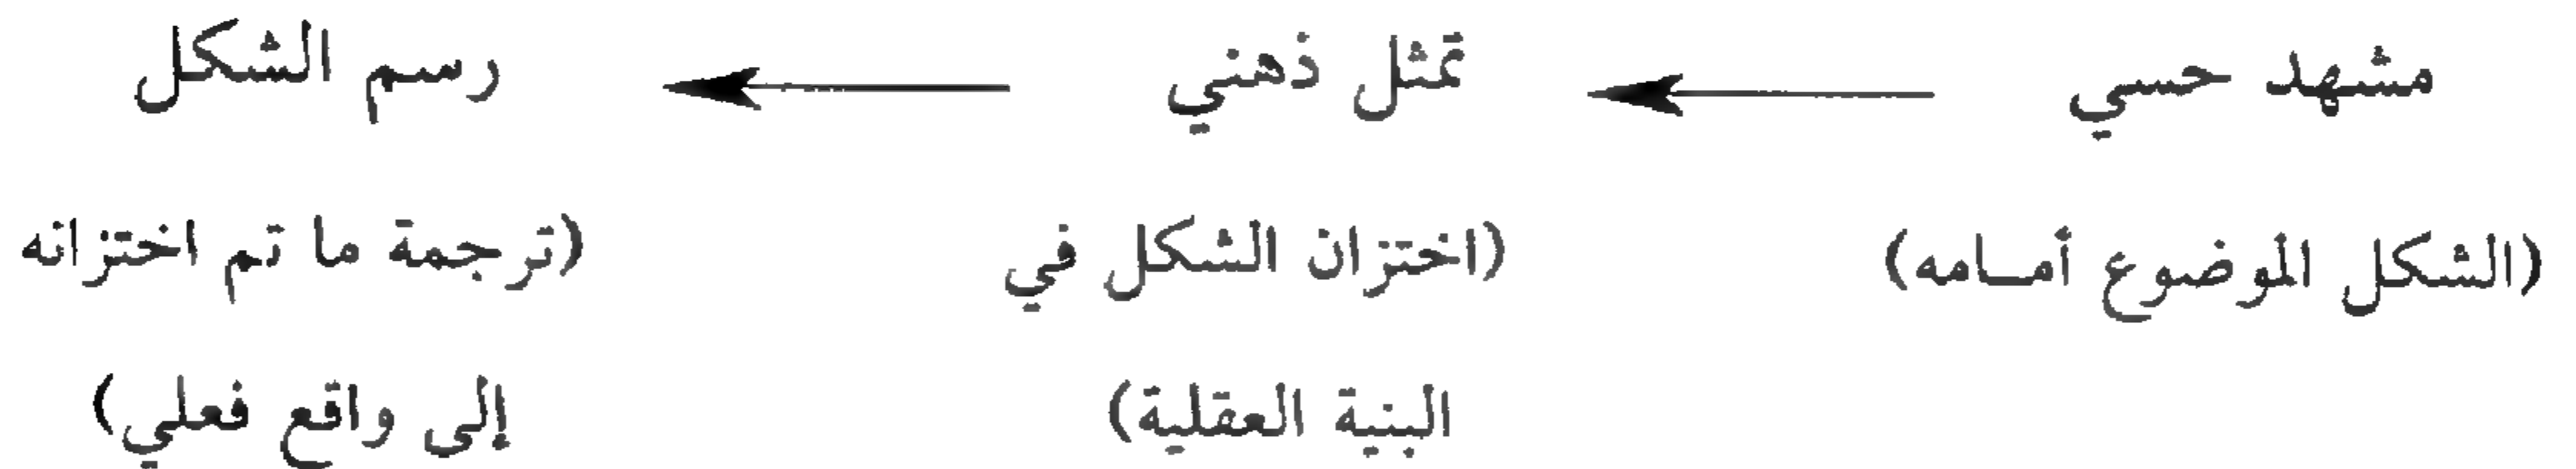 مشهد حسي
(الشكل الموضوع أمامه)
تمثل ذهني
(اختزان الشكل في
البنية العقلية)
رسم الشكل
(ترجمة ما تم اختزانه
إلى واقع فعلي)